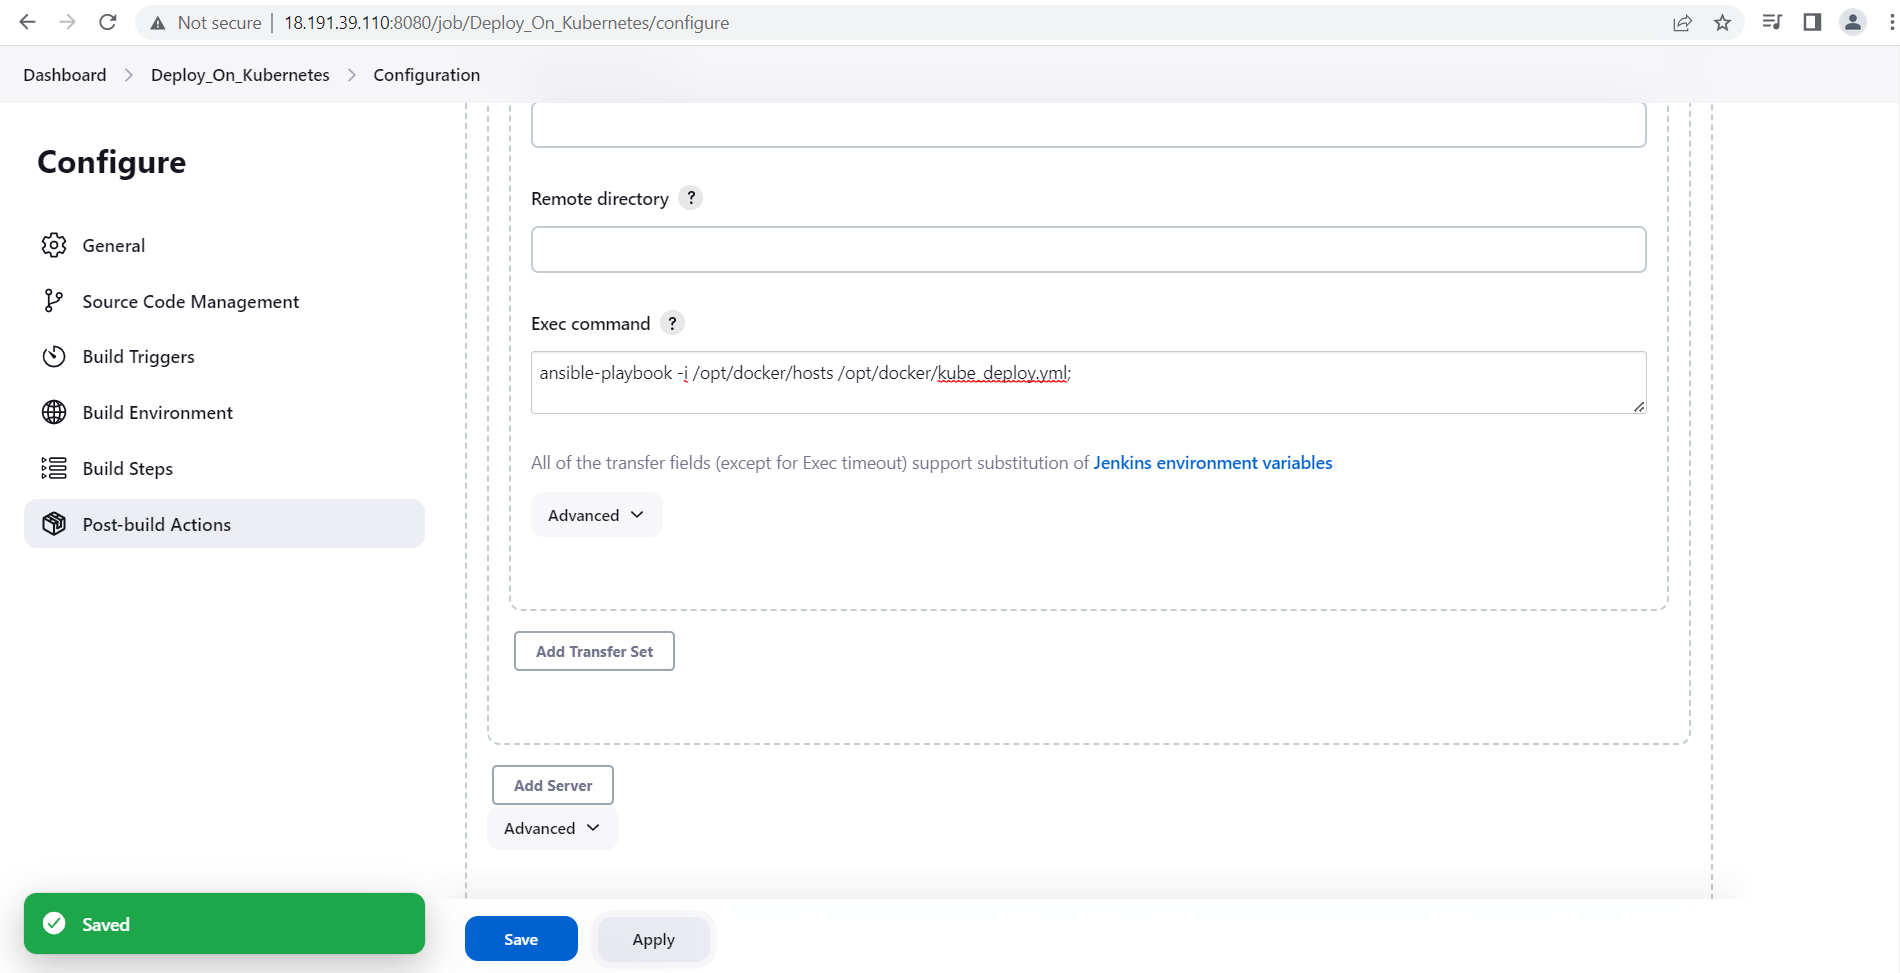 Not secure | 18.191.39.110:8080/job/Deploy_On_Kubernetes/configure
Dashboard > Deploy_On_Kubernetes > Configuration
Configure
General
Source Code Management
Build Triggers
Build Environment
Build Steps
Post-build Actions
Remote directory ?
Exec command ?
ansible-playbook -i /opt/docker/hosts /opt/docker/kube_deploy.yml;
All of the transfer fields (except for Exec timeout) support substitution of Jenkins environment variables
Advanced
Add Transfer Set
Add Server
Advanced
Saved
Save
Apply